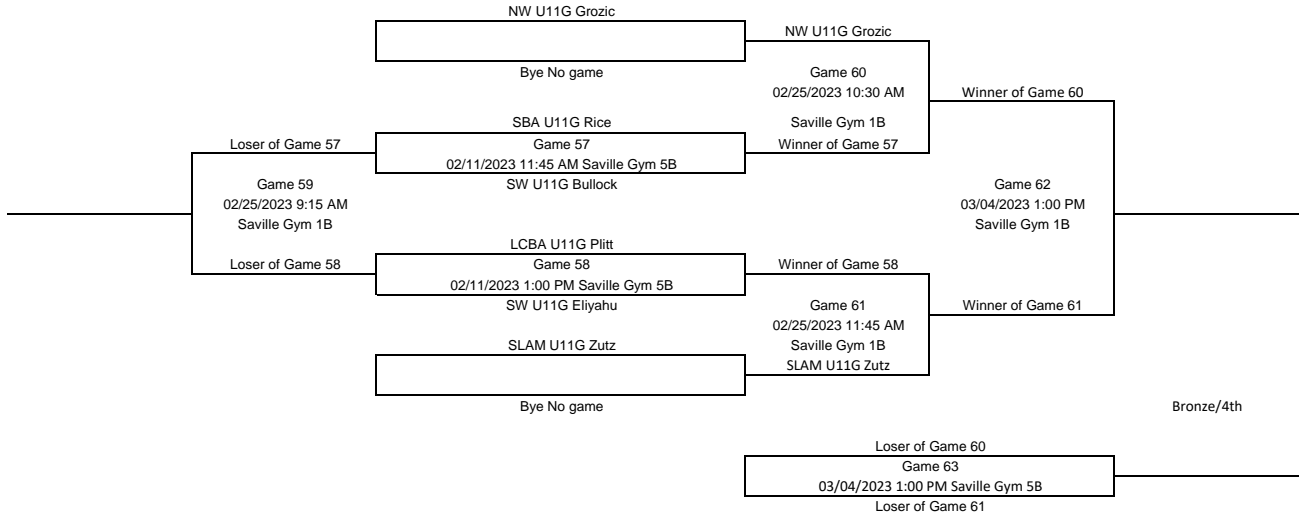 NW U11G Grozic
NW U11G Grozic
Bye No game
Game 60
02/25/2023 10:30 AM
Winner of Game 60
SBA U11G Rice
Saville Gym 1B
Loser of Game 57
Game 57
Winner of Game 57
02/11/2023 11:45 AM Saville Gym 5B
Game 59
SW U11G Bullock
Game 62
02/25/2023 9:15 AM
03/04/2023 1:00 PM
Saville Gym 1B
Saville Gym 1B
LCBA U11G Plitt
Loser of Game 58
Game 58
Winner of Game 58
02/11/2023 1:00 PM Saville Gym 5B
SW U11G Eliyahu
Game 61
Winner of Game 61
02/25/2023 11:45 AM
SLAM U11G Zutz
Saville Gym 1B
SLAM U11G Zutz
Bye No game
Bronze/4th
Loser of Game 60
Game 63
03/04/2023 1:00 PM Saville Gym 5B
Loser of Game 61